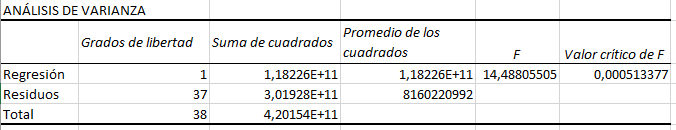 ANÁLISIS DE VARIANZA
Grados de libertad Suma de cuadrados Promedio de los cuadrados F Valor crítico de F
Regresión 1 1,18226E+11 1,18226E+11 14,48805505 0,000513377
Residuos 37 3,01928E+11 8160220992
Total 38 4,20154E+11